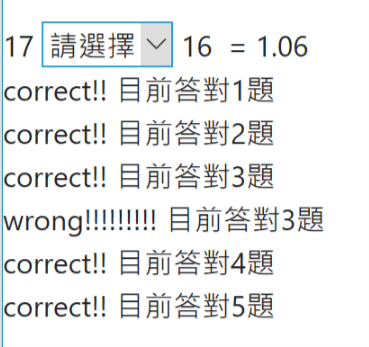 17 請選擇 16 = 1.06
correct!! 目前答對1題
correct!! 目前答對2題
correct!! 目前答對3題
wrong!!!!!!!!! 目前答對3題
correct!! 目前答對4題
correct!! 目前答對5題